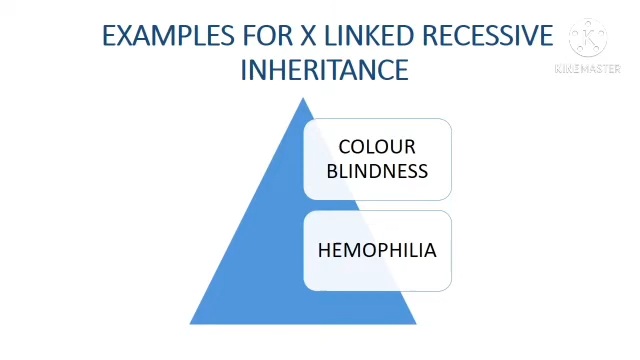 EXAMPLES FOR X LINKED RECESSIVE
INHERITANCE
K
KINEMASTER
COLOUR
BLINDNESS
HEMOPHILIA